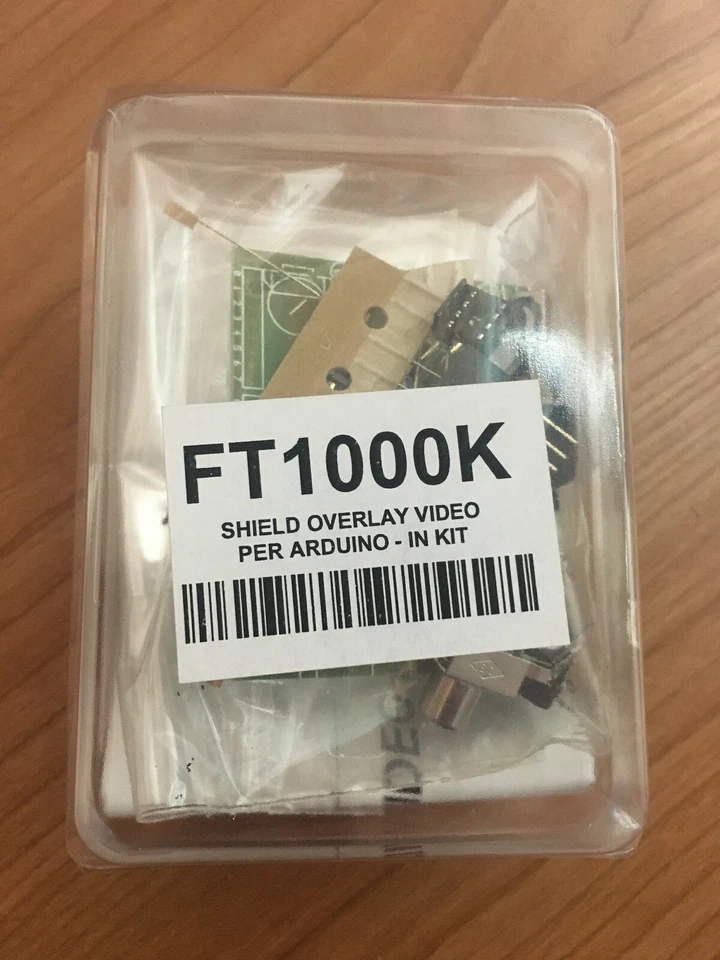 FT1000K
SHIELD OVERLAY VIDEO
PER ARDUINO - IN KIT